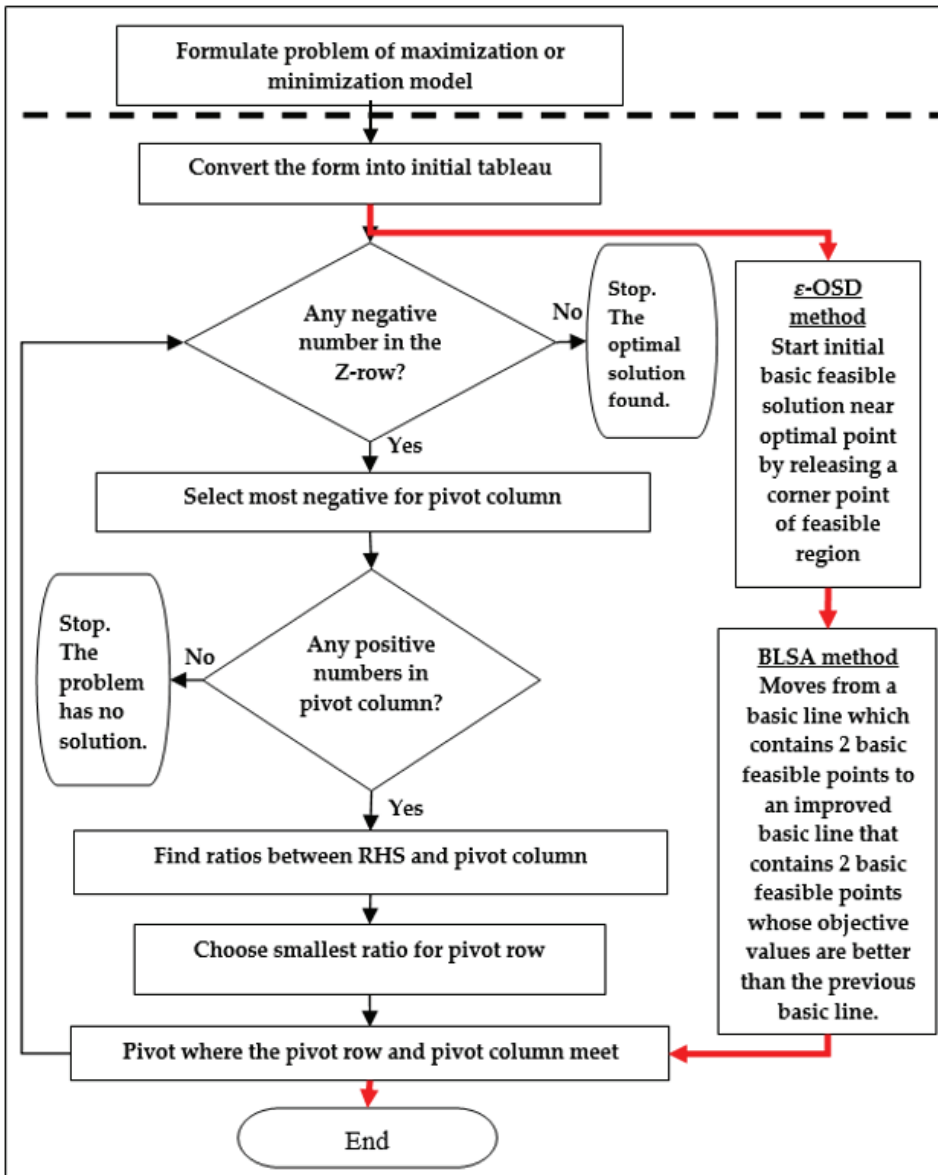 Formulate problem of maximization or
minimization model
Convert the form into initial tableau
Any negative
number in the
Z-row?
No
Stop.
The
optimal
solution
found.
Yes
Select most negative for pivot column
Any positive
numbers in
pivot column?
No
Stop.
The
problem
has no
solution.
Yes
Find ratios between RHS and pivot column
Choose smallest ratio for pivot row
Pivot where the pivot row and pivot column meet
End
ε-OSD
method
Start initial
basic feasible
solution near
optimal point
by releasing a
corner point
of feasible
region
BLSA method
Moves from a
basic line which
contains 2 basic
feasible points to
an improved
basic line that
contains 2 basic
feasible points
whose objective
values are better
than the previous
basic line.